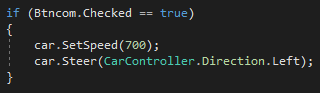 if (Btncom.Checked == true)
{
car.SetSpeed(700);
car.Steer(CarController.Direction.Left);
}